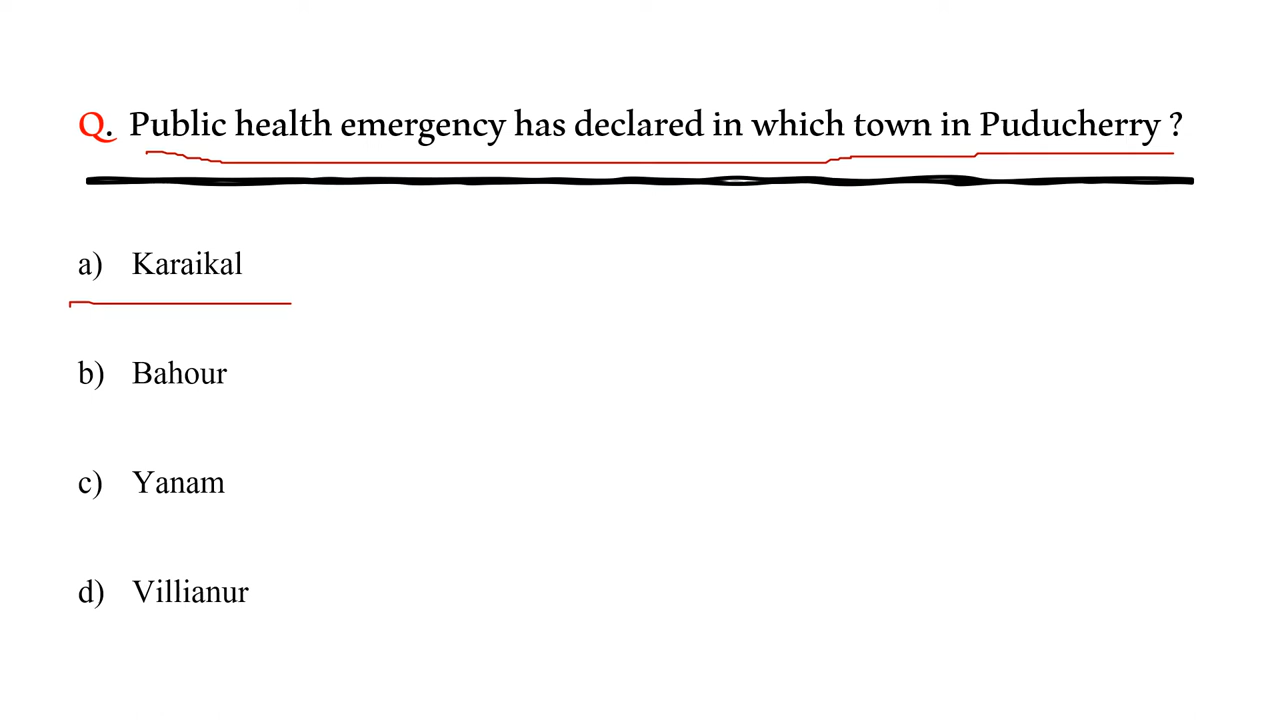 Q. Public health emergency has declared in which town in Puducherry ?
a) Karaikal
b) Bahour
c) Yanam
d) Villianur